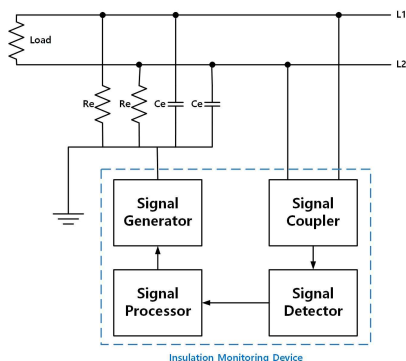 L1
Load
L2
Re
Re
Ce
Ce
Signal
Generator
Signal
Coupler
Signal
Processor
Signal
Detector
Insulation Monitoring Device